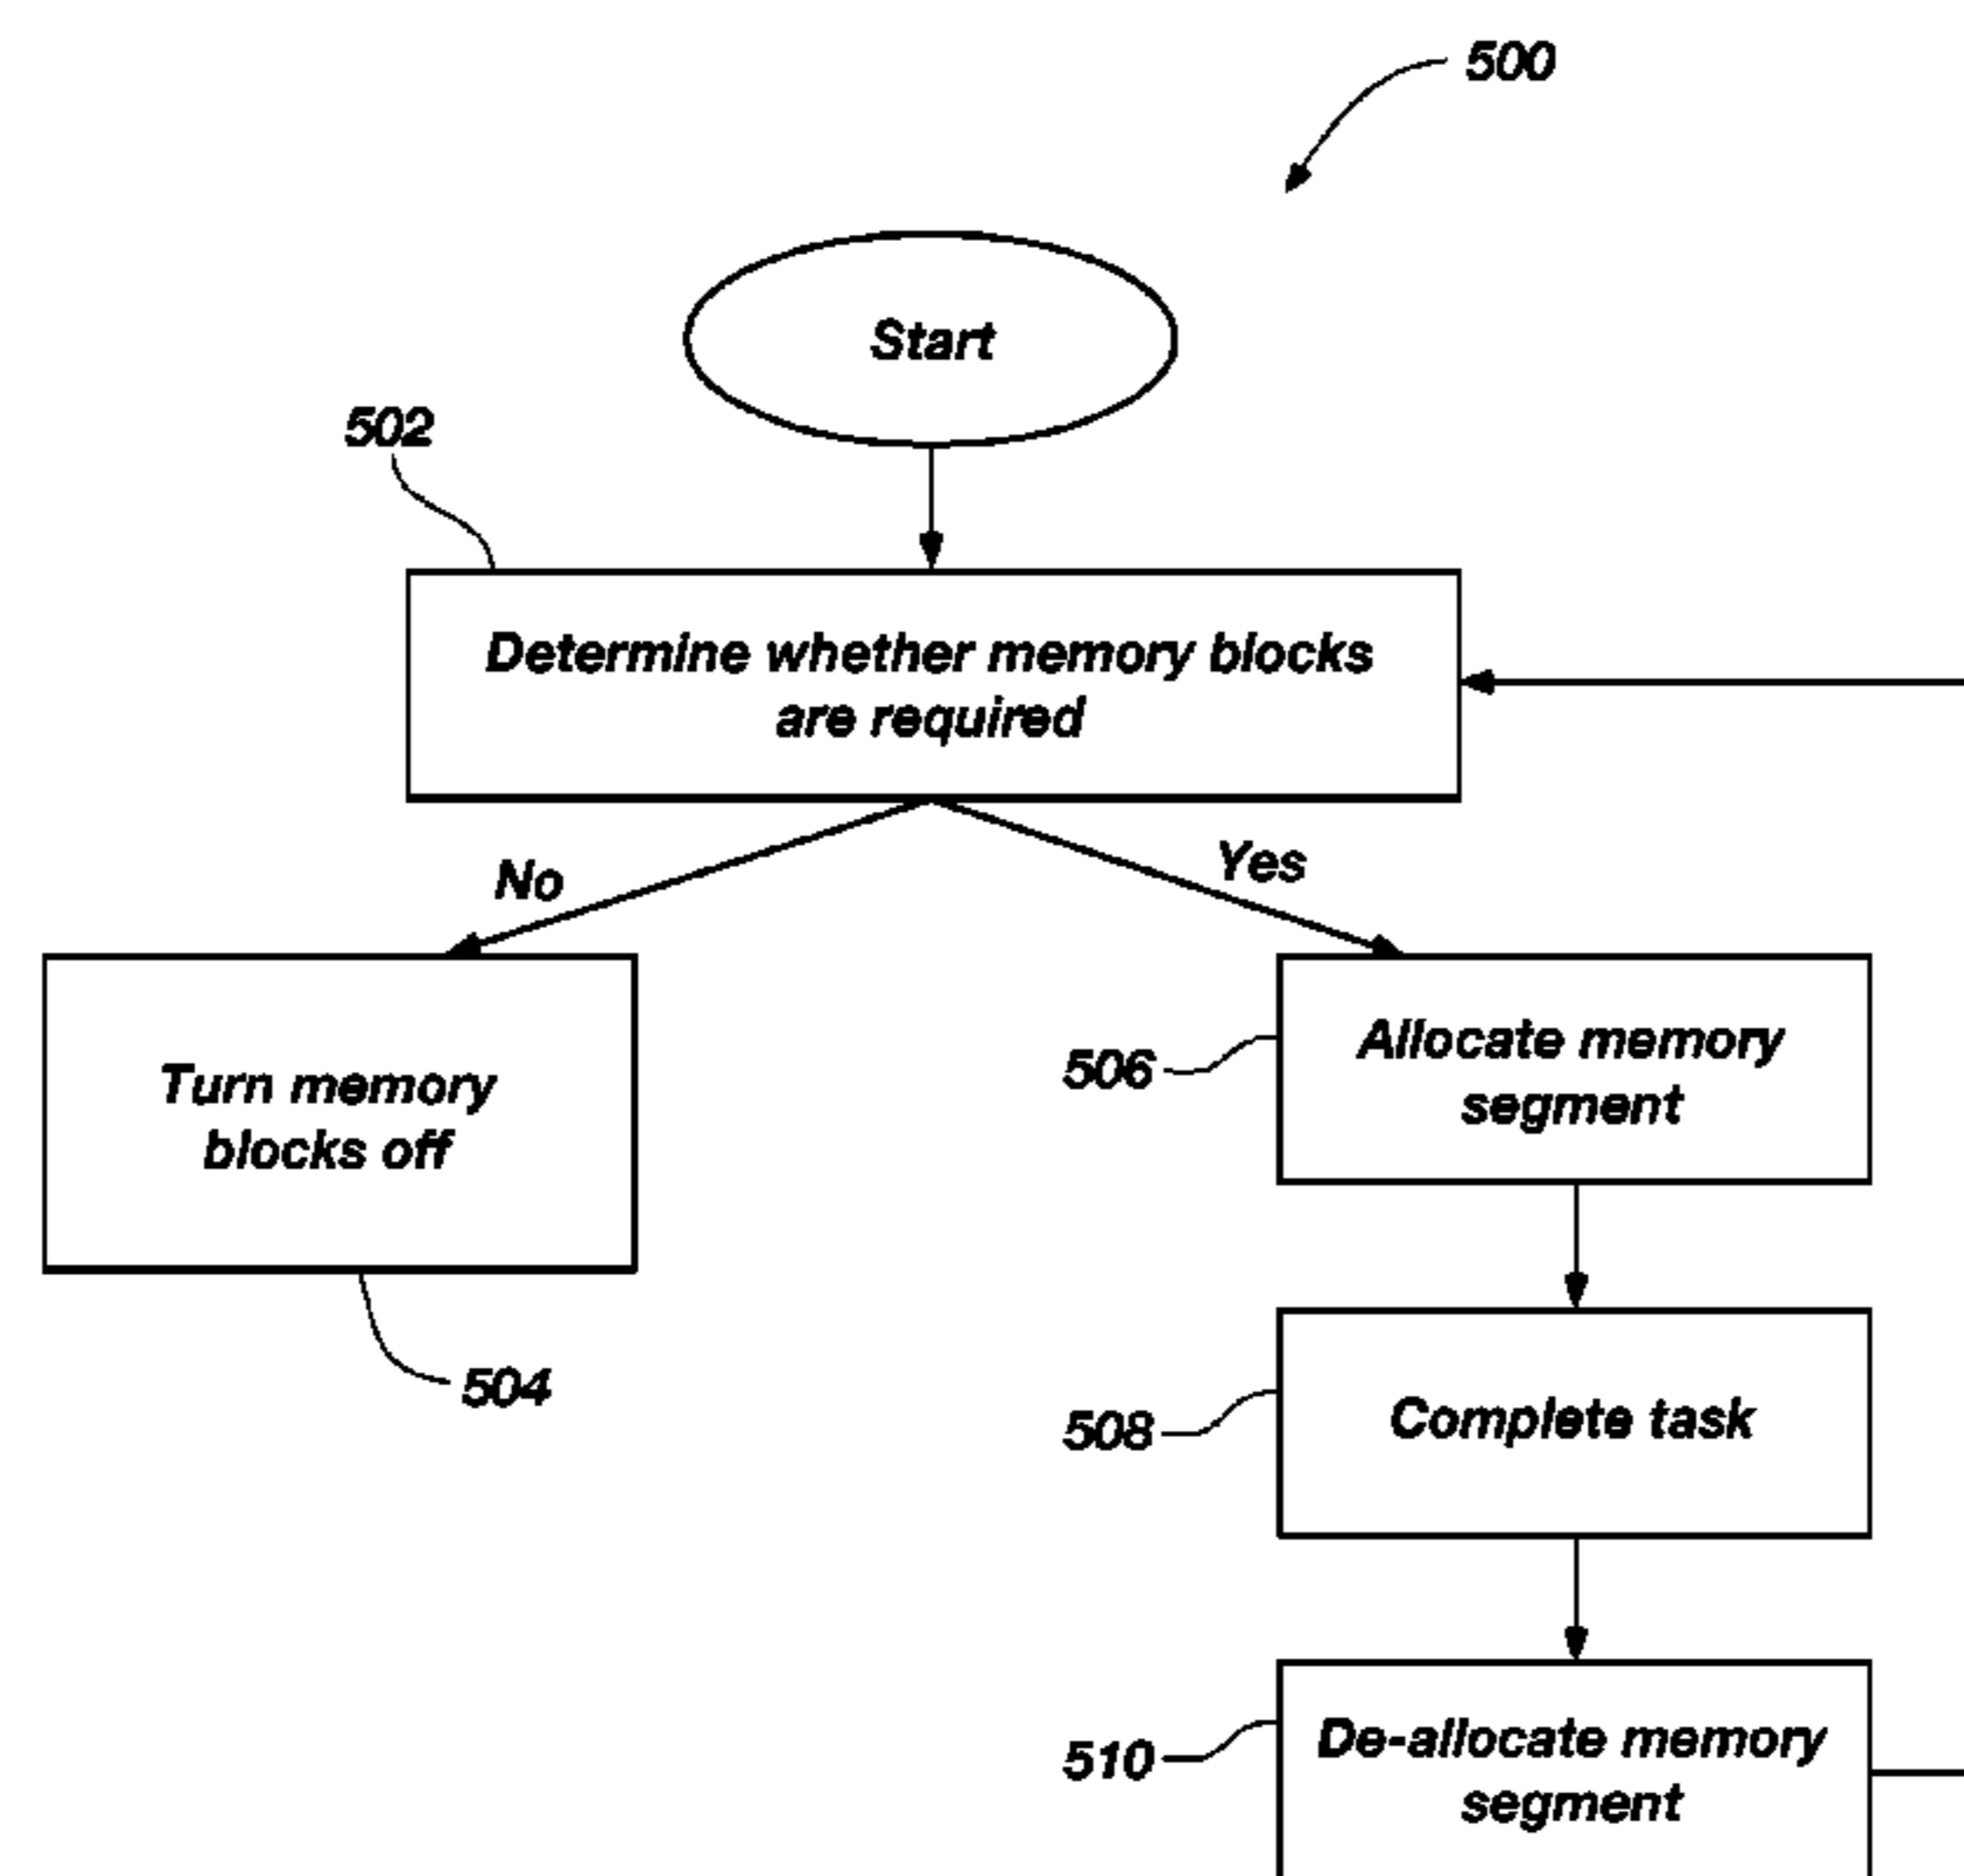 500
Start
502
Determine whether memory blocks
are required
No
Yes
Turn memory
blocks off
504
506
Allocate memory
segment
508
Complete task
510
De-allocate memory
segment